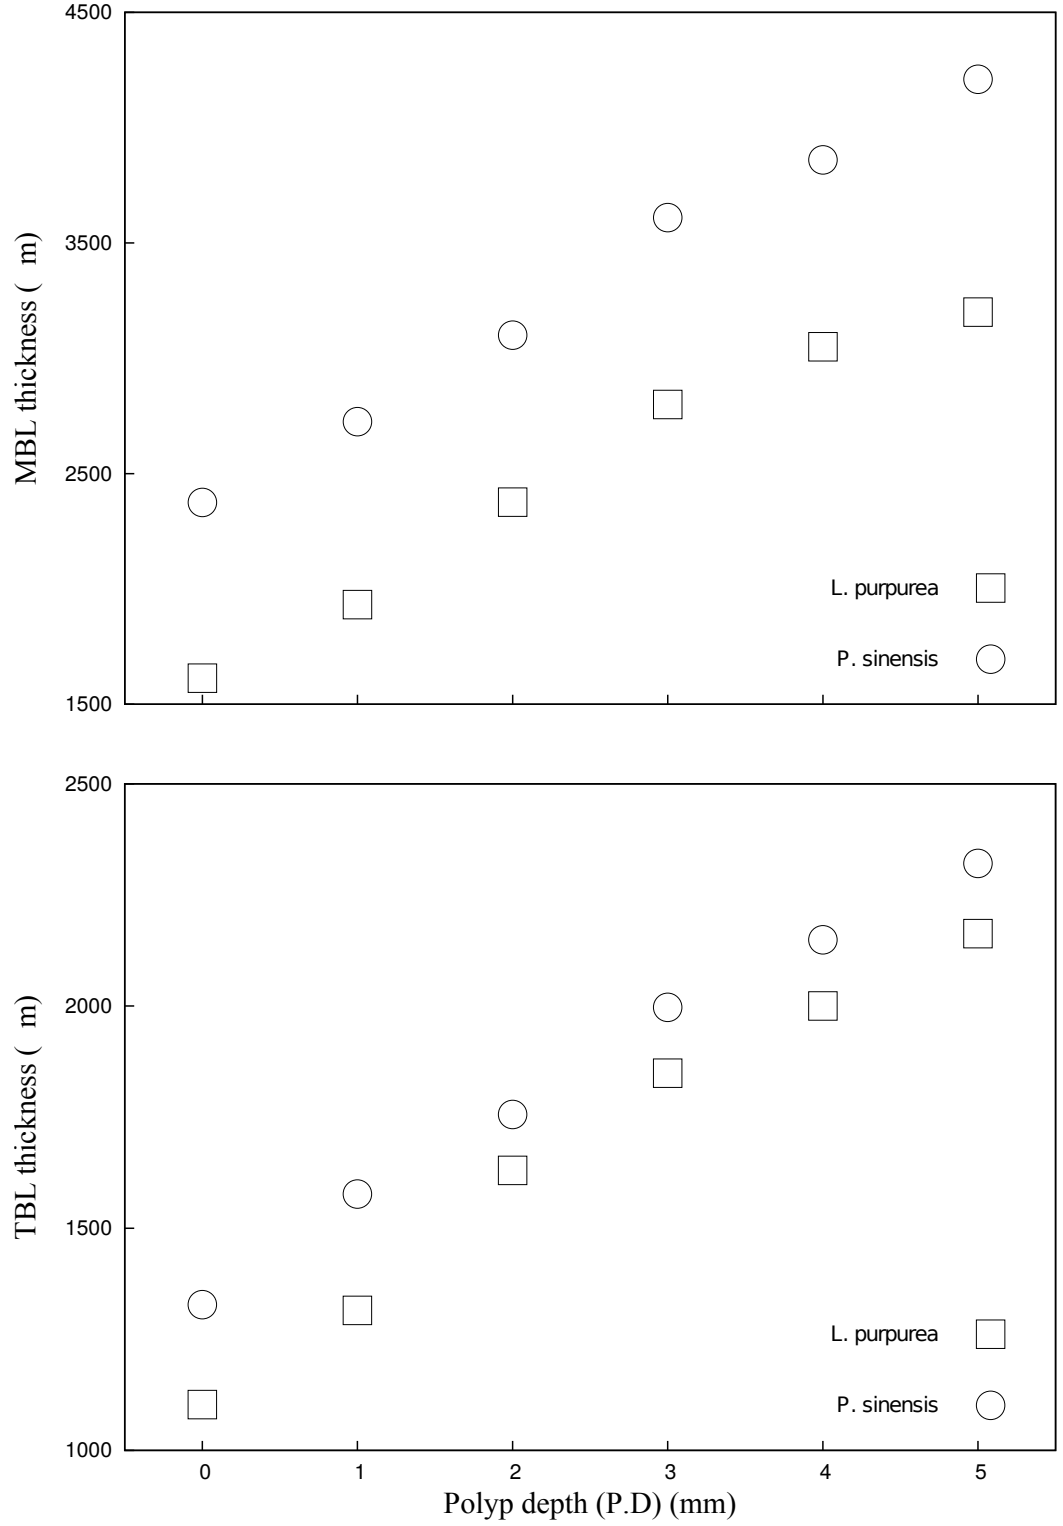 4500
3500
2500
1500
MBL thickness ( m)
L. purpurea
P. sinensis
2500
2000
1500
1000
TBL thickness ( m)
L. purpurea
P. sinensis
0 1 2 3 4 5
Polyp depth (P.D) (mm)